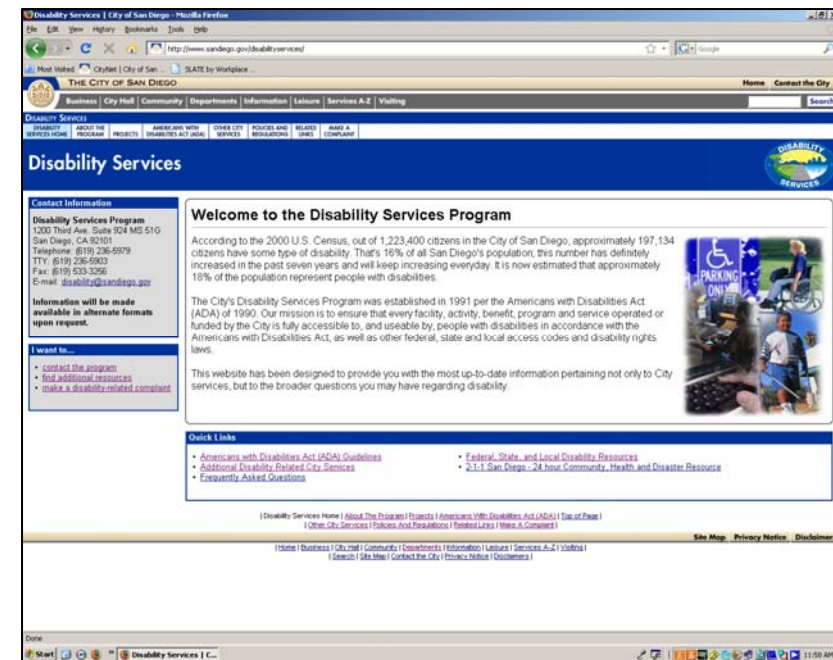 Disability Services | City of San Diego - Mozilla Firefox
File Edit View History Bookmarks Tools Help
http://www.sandiego.gov/disabilityservices/
Google
Most Visited CityNet | City of San ... SLATE by Workplace ...
THE CITY OF SAN DIEGO
Home Contact the City
Business | City Hall | Community | Departments | Information | Leisure | Services A-Z | Visiting
Search
DISABILITY SERVICES
DISABILITY SERVICES HOME
ABOUT THE PROGRAM
PROJECTS
AMERICANS WITH DISABILITIES ACT (ADA)
OTHER CITY SERVICES
POLICIES AND REGULATIONS
RELATED LINKS
MAKE A COMPLAINT
Disability Services
DISABILITY
SERVICES
Contact Information
Disability Services Program
1200 Third Ave. Suite 924 MS 51G
San Diego, CA 92101
Telephone: (619) 236-5979
TTY: (619) 236-5903
Fax: (619) 533-3256
E-mail: disability@sandiego.gov
Information will be made
available in alternate formats
upon request.
I want to...
• contact the program
• find additional resources
• make a disability-related complaint
Welcome to the Disability Services Program
According to the 2000 U.S. Census, out of 1,223,400 citizens in the City of San Diego, approximately 197,134
citizens have some type of disability. That's 16% of all San Diego's population; this number has definitely
increased in the past seven years and will keep increasing everyday. It is now estimated that approximately
18% of the population represent people with disabilities.
The City's Disability Services Program was established in 1991 per the Americans with Disabilities Act
(ADA) of 1990. Our mission is to ensure that every facility, activity, benefit, program and service operated or
funded by the City is fully accessible to, and useable by, people with disabilities in accordance with the
Americans with Disabilities Act, as well as other federal, state and local access codes and disability rights
laws.
This website has been designed to provide you with the most up-to-date information pertaining not only to City
services, but to the broader questions you may have regarding disability.
PARKING
ONLY
Quick Links
• Americans with Disabilities Act (ADA) Guidelines
• Additional Disability Related City Services
• Frequently Asked Questions
• Federal, State, and Local Disability Resources
• 2-1-1 San Diego - 24 hour Community, Health and Disaster Resource
| Disability Services Home | About The Program | Projects | Americans With Disabilities Act (ADA) | Top of Page |
| Other City Services | Policies And Regulations | Related Links | Make A Complaint |
Site Map Privacy Notice Disclaimers
| Home | Business | City Hall | Community | Departments | Information | Leisure | Services A-Z | Visiting |
| Search | Site Map | Contact the City | Privacy Notice | Disclaimers |
Done
Start
Disability Services | C...
11:50 AM